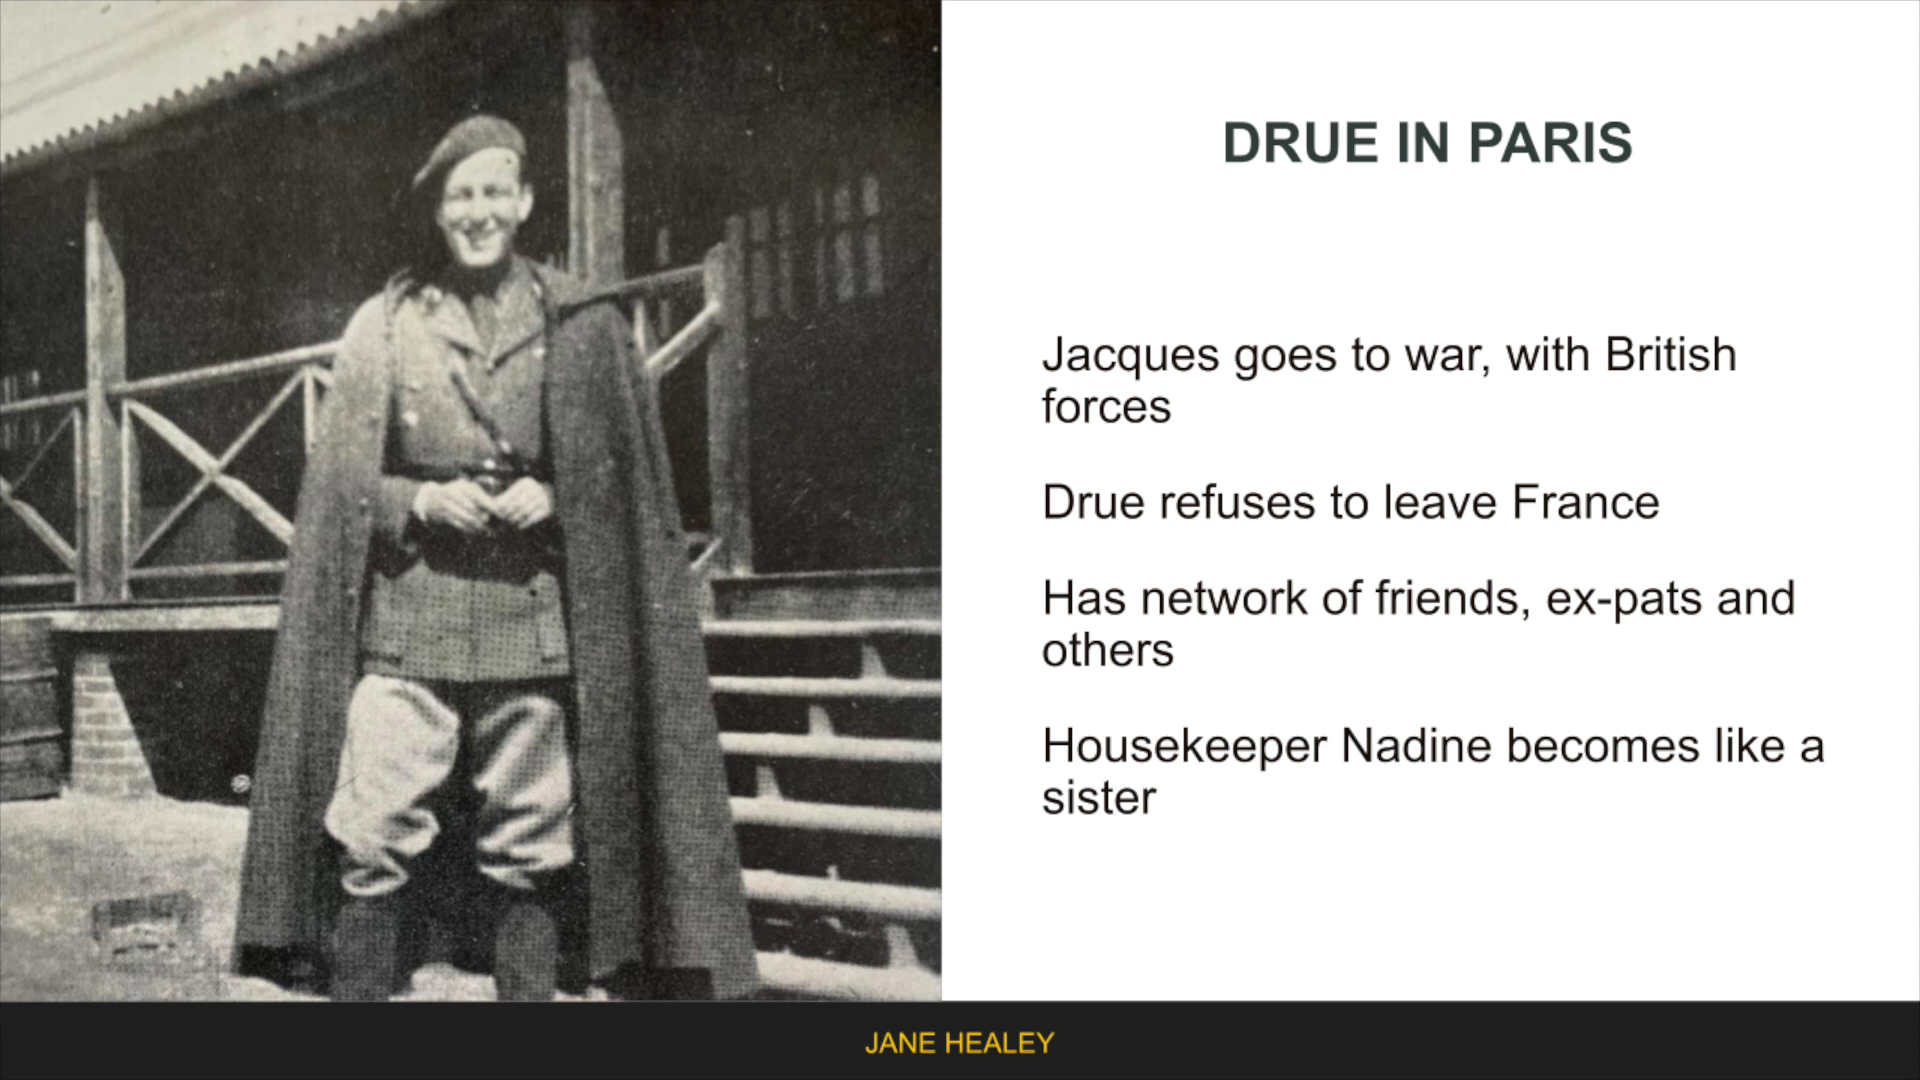 DRUE IN PARIS
Jacques goes to war, with British
forces
Drue refuses to leave France
Has network of friends, ex-pats and
others
Housekeeper Nadine becomes like a
sister
JANE HEALEY